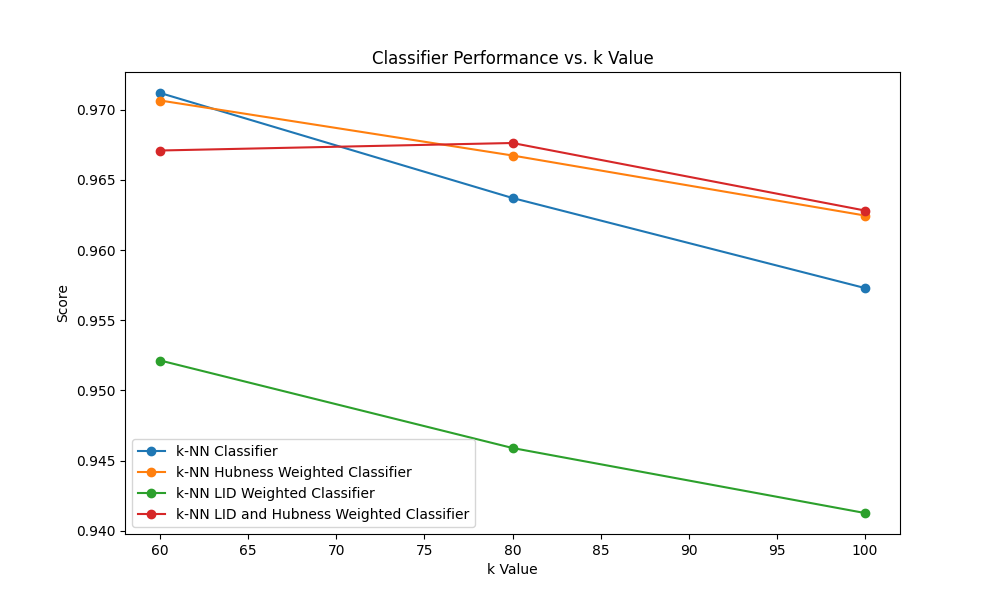 Classifier Performance vs. k Value
0.970
0.965
0.960
0.955
0.950
0.945
0.940
Score
k-NN Classifier
k-NN Hubness Weighted Classifier
k-NN LID Weighted Classifier
k-NN LID and Hubness Weighted Classifier
60 65 70 75 80 85 90 95 100
k Value